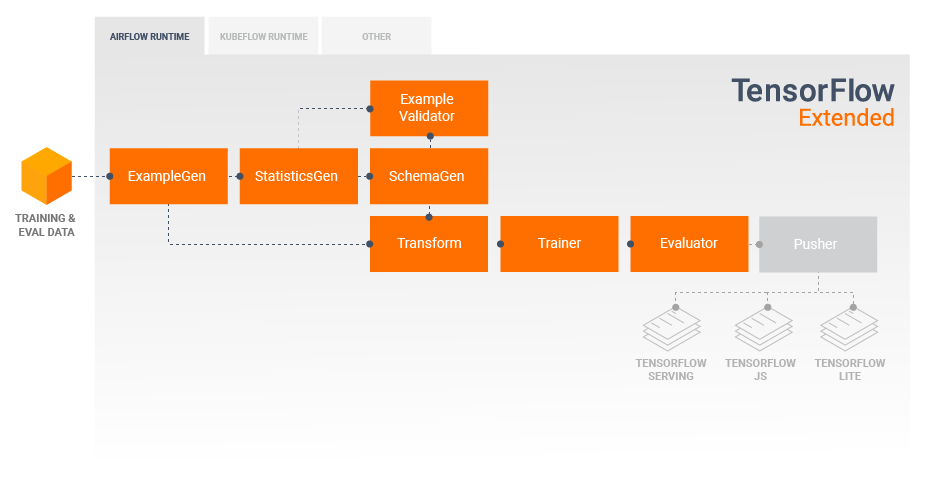 AIRFLOW RUNTIME
KUBEFLOW RUNTIME
OTHER
TensorFlow
Extended
Example
Validator
ExampleGen
StatisticsGen
SchemaGen
TRAINING &
EVAL DATA
Transform
Trainer
Evaluator
Pusher
TENSORFLOW
SERVING
TENSORFLOW
JS
TENSORFLOW
LITE